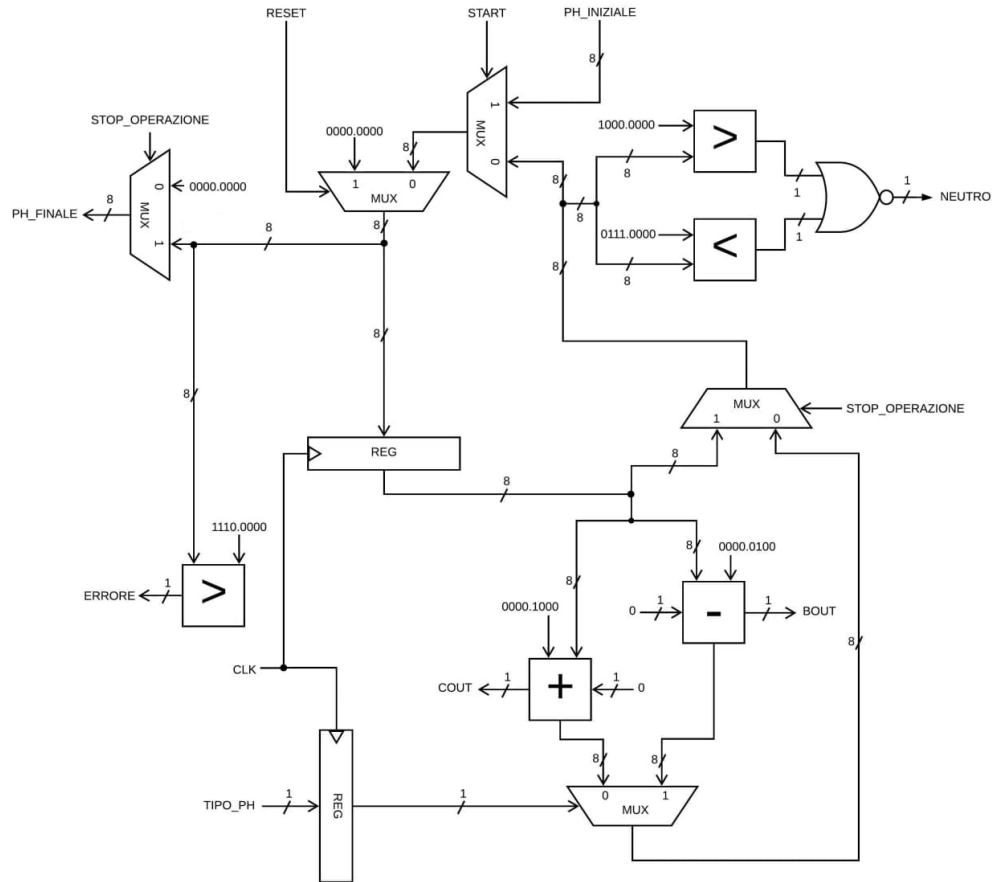 RESET
START
PH_INIZIALE
8
1
MUX
0
STOP_OPERAZIONE
0000.0000
8
1000.0000
>
8
1
1
0
MUX
8
0
0000.0000
MUX
8
PH_FINALE
1
8
8
8
8
1
NEUTRO
0111.0000
<
8
1
8
8
8
MUX
1
0
STOP_OPERAZIONE
REG
8
8
1110.0000
>
1
ERRORE
8
0000.0100
8
0000.1000
0
1
-
1
BOUT
8
CLK
COUT
1
+
1
0
8
8
TIPO_PH
1
REG
1
0
1
MUX